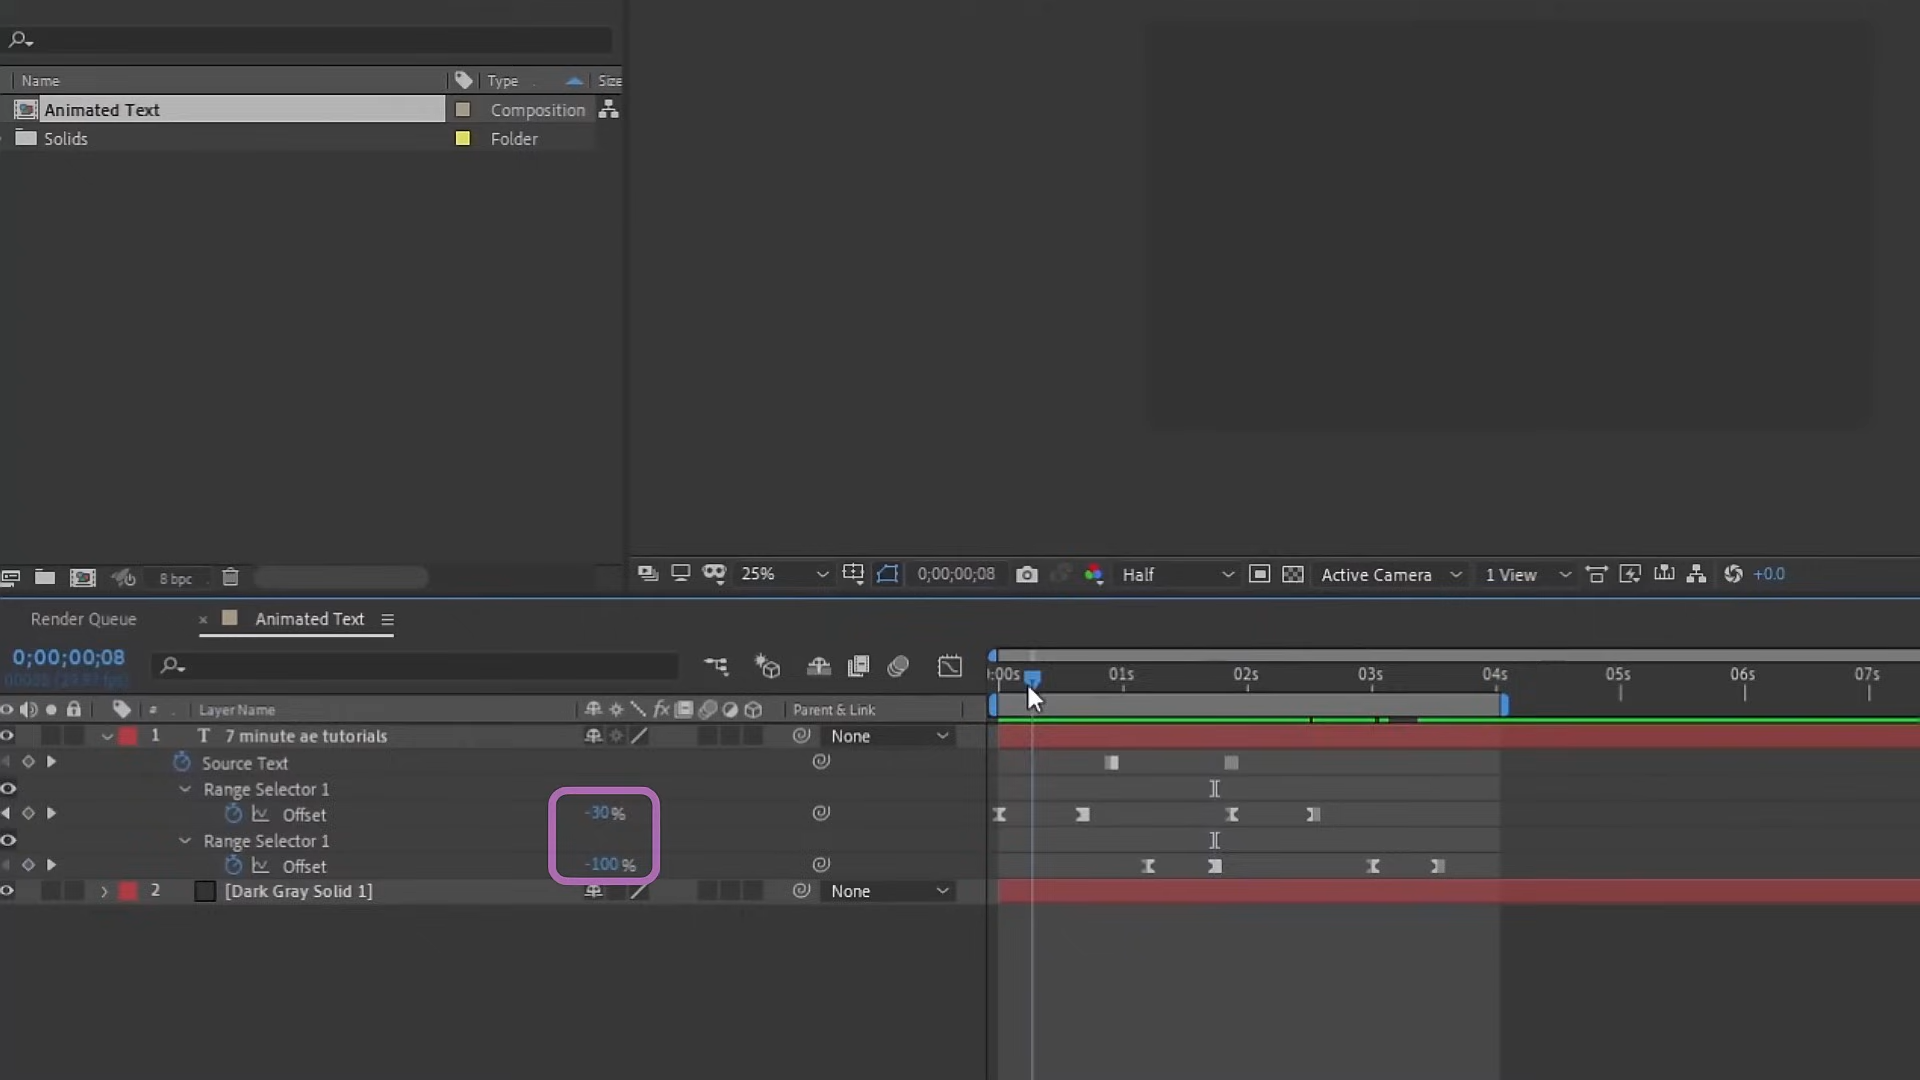 Name Type Size
Animated Text Composition
Solids Folder
8 bpc 25% 0;00;00;08 Half Active Camera 1 View +0.0
Render Queue × Animated Text
0;00;00;08
:00s 01s 02s 03s 04s 05s 06s 07s
# Layer Name fx Parent & Link
1 T 7 minute ae tutorials None
Source Text
Range Selector 1
Offset -30%
Range Selector 1
Offset -100%
2 [Dark Gray Solid 1] None